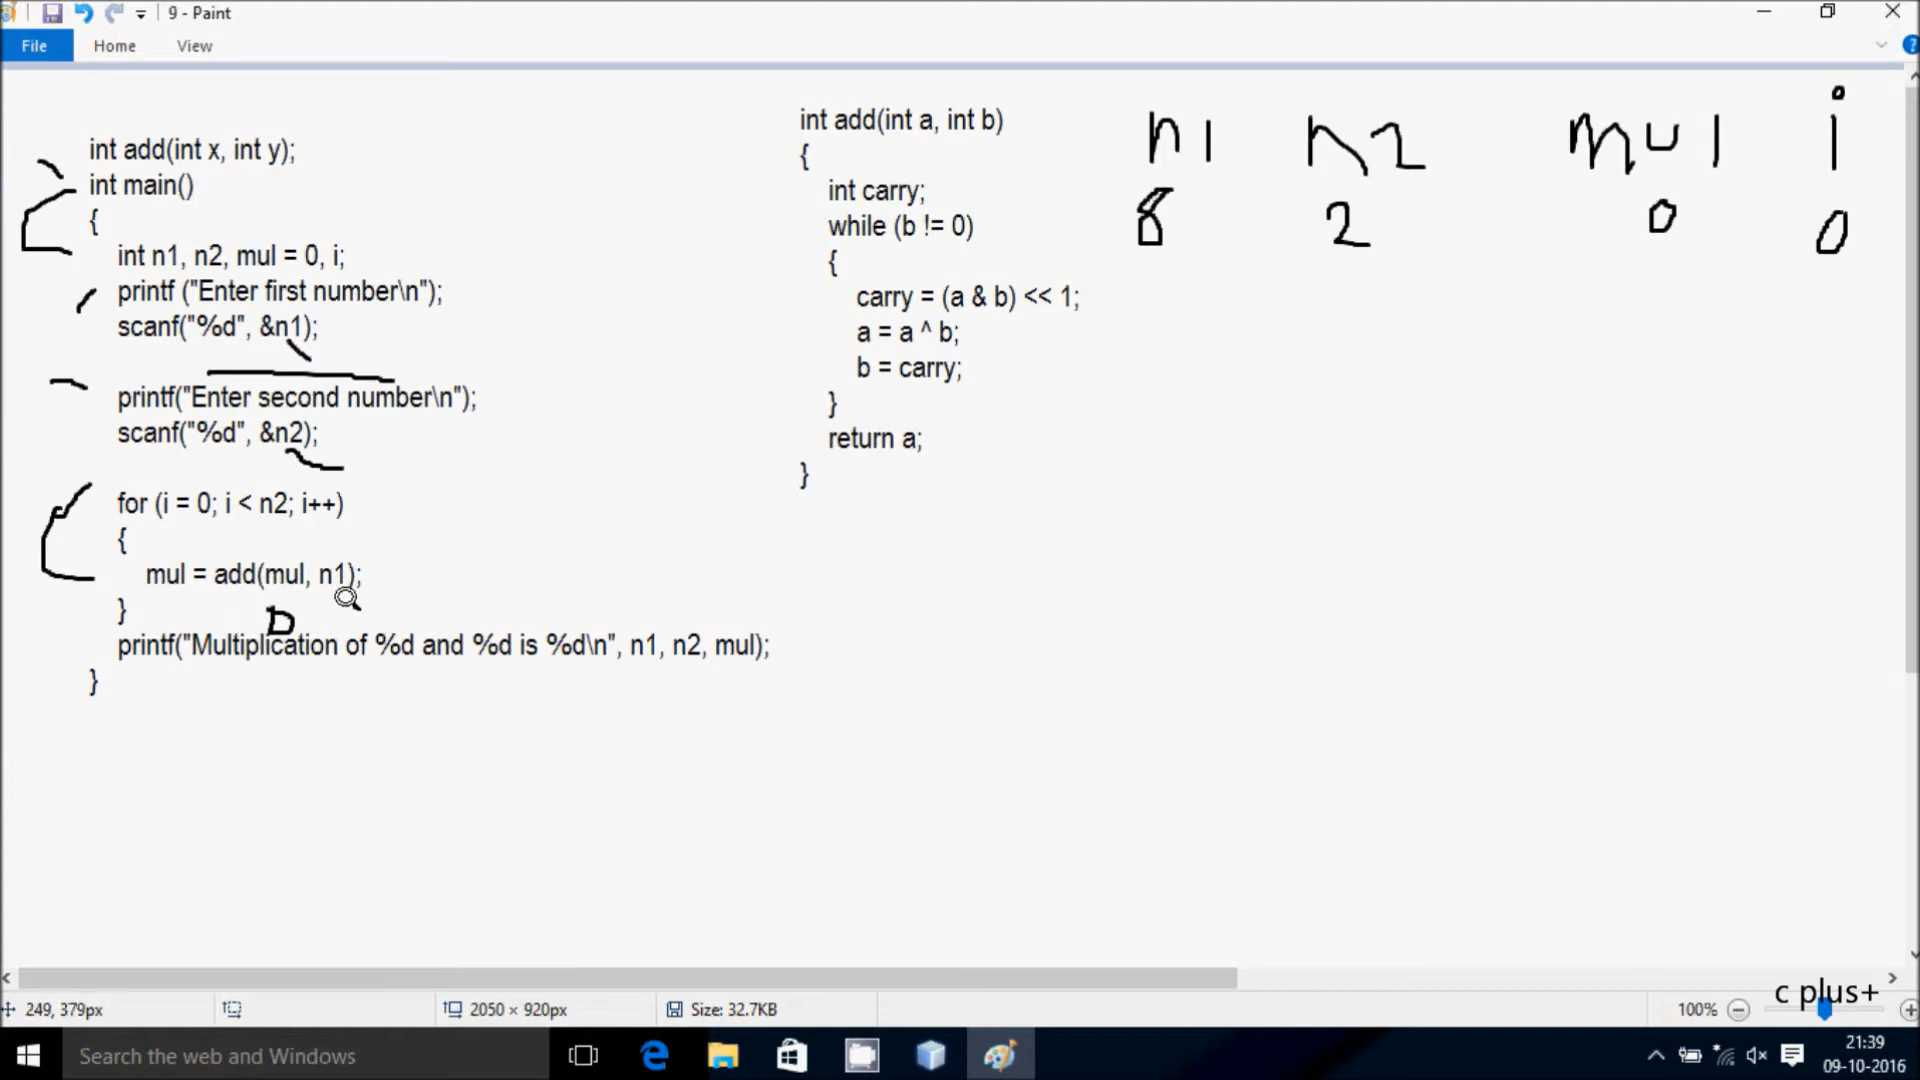 9 - Paint
File Home View
int add(int x, int y);
int main()
{
int n1, n2, mul = 0, i;
printf ("Enter first number\n");
scanf("%d", &n1);
printf("Enter second number\n");
scanf("%d", &n2);
for (i = 0; i < n2; i++)
{
mul = add(mul, n1);
}
0
printf("Multiplication of %d and %d is %d\n", n1, n2, mul);
}
int add(int a, int b)
{
int carry;
while (b != 0)
{
carry = (a & b) << 1;
a = a ^ b;
b = carry;
}
return a;
}
n1 n2 mul i
8 2 0 0
c plus+
249, 379px 2050 × 920px Size: 32.7KB 100%
Search the web and Windows
21:39
09-10-2016